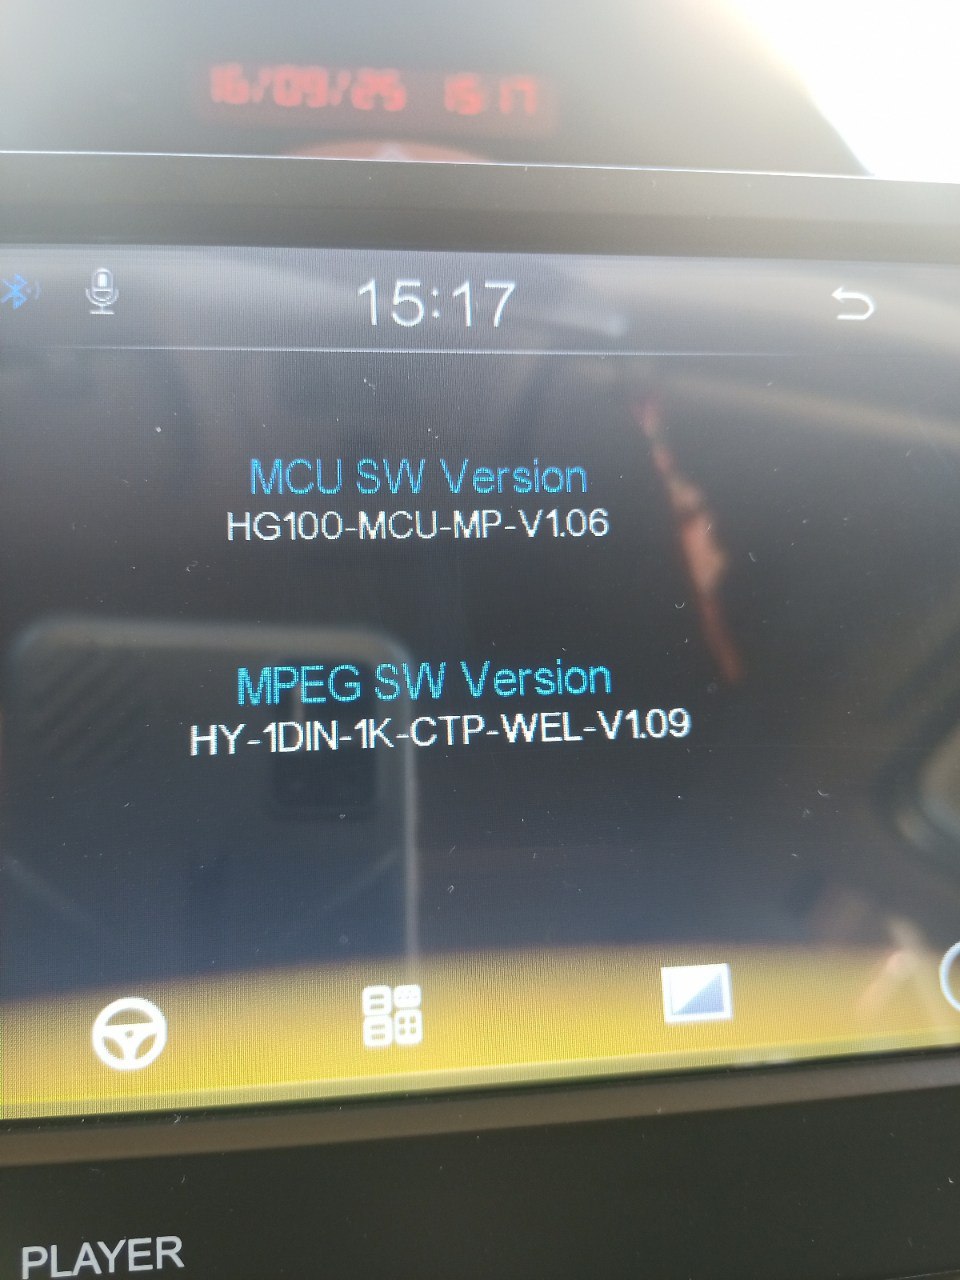 16/09/25 15:17
15:17
MCU SW Version
HG100-MCU-MP-V1.06
MPEG SW Version
HY-1DIN-1K-CTP-WEL-V1.09
PLAYER